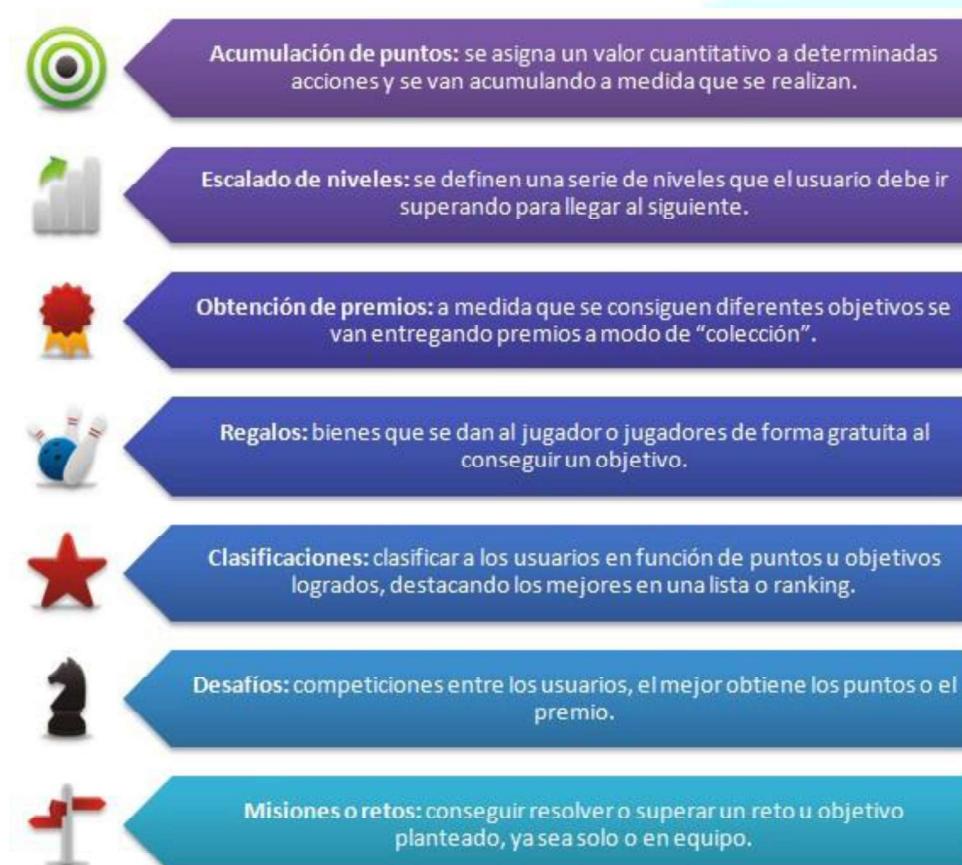 Acumulación de puntos: se asigna un valor cuantitativo a determinadas
acciones y se van acumulando a medida que se realizan.
Escalado de niveles: se definen una serie de niveles que el usuario debe ir
superando para llegar al siguiente.
Obtención de premios: a medida que se consiguen diferentes objetivos se
van entregando premios a modo de “colección”.
Regalos: bienes que se dan al jugador o jugadores de forma gratuita al
conseguir un objetivo.
Clasificaciones: clasificar a los usuarios en función de puntos u objetivos
logrados, destacando los mejores en una lista o ranking.
Desafíos: competiciones entre los usuarios, el mejor obtiene los puntos o el
premio.
Misiones o retos: conseguir resolver o superar un reto u objetivo
planteado, ya sea solo o en equipo.